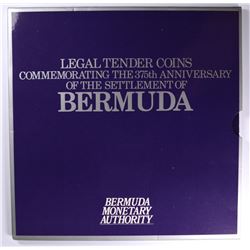 LEGAL TENDER COINS
COMMEMORATING THE 375th ANNIVERSARY
OF THE SETTLEMENT OF
BERMUDA
BERMUDA
MONETARY
AUTHORITY